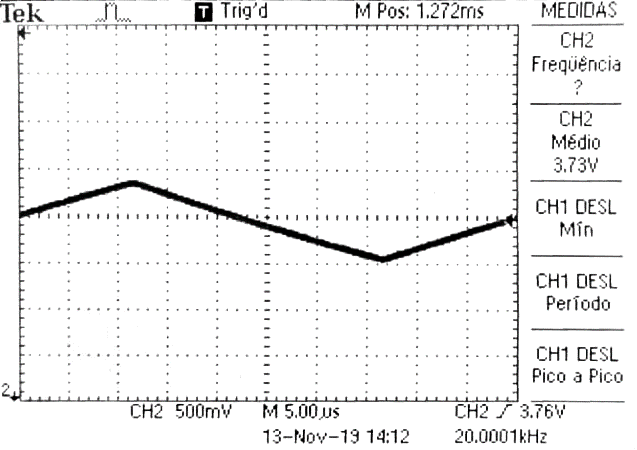 Tek T Trig'd M Pos: 1.272ms MEDIDAS
CH2
Freqüência
?
CH2
Médio
3.73V
CH1 DESL
Mín
CH1 DESL
Período
CH1 DESL
Pico a Pico
2
CH2 500mV M 5.00µs CH2 3.76V
13-Nov-19 14:12 20.0001kHz